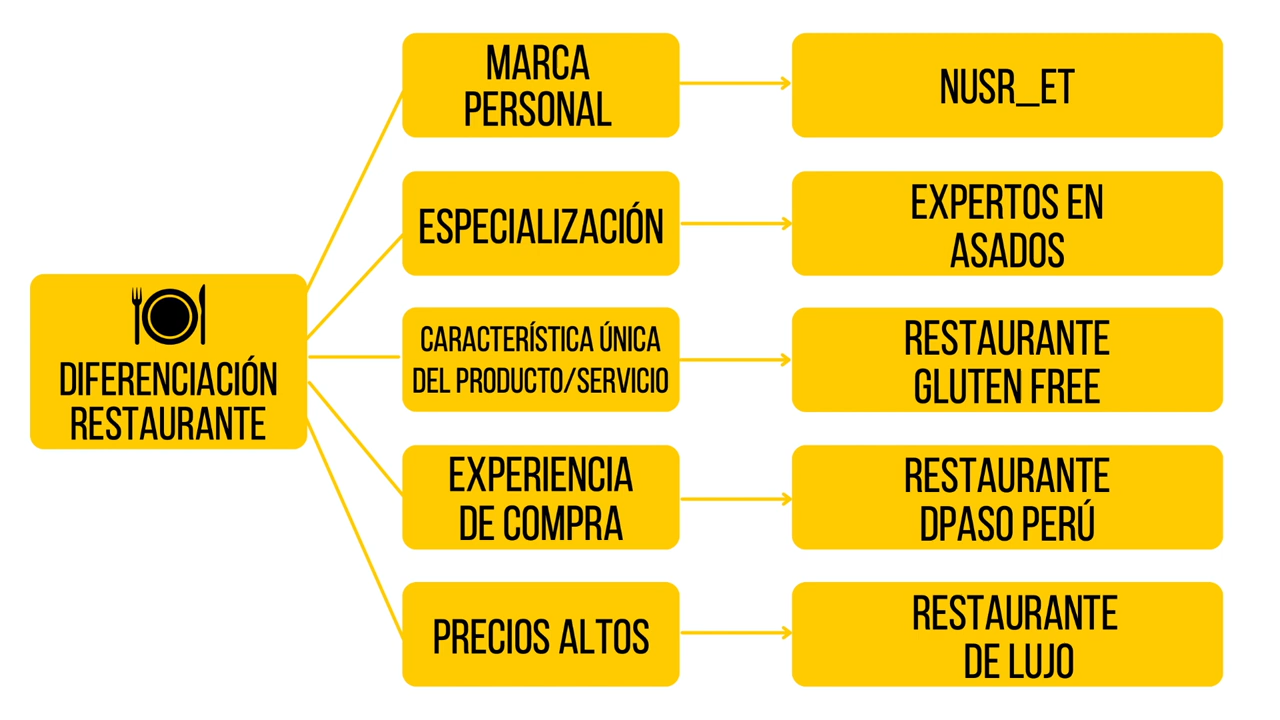 MARCA
PERSONAL
NUSR_ET
ESPECIALIZACIÓN
EXPERTOS EN
ASADOS
DIFERENCIACIÓN
RESTAURANTE
CARACTERÍSTICA ÚNICA
DEL PRODUCTO/SERVICIO
RESTAURANTE
GLUTEN FREE
EXPERIENCIA
DE COMPRA
RESTAURANTE
DPASO PERÚ
PRECIOS ALTOS
RESTAURANTE
DE LUJO